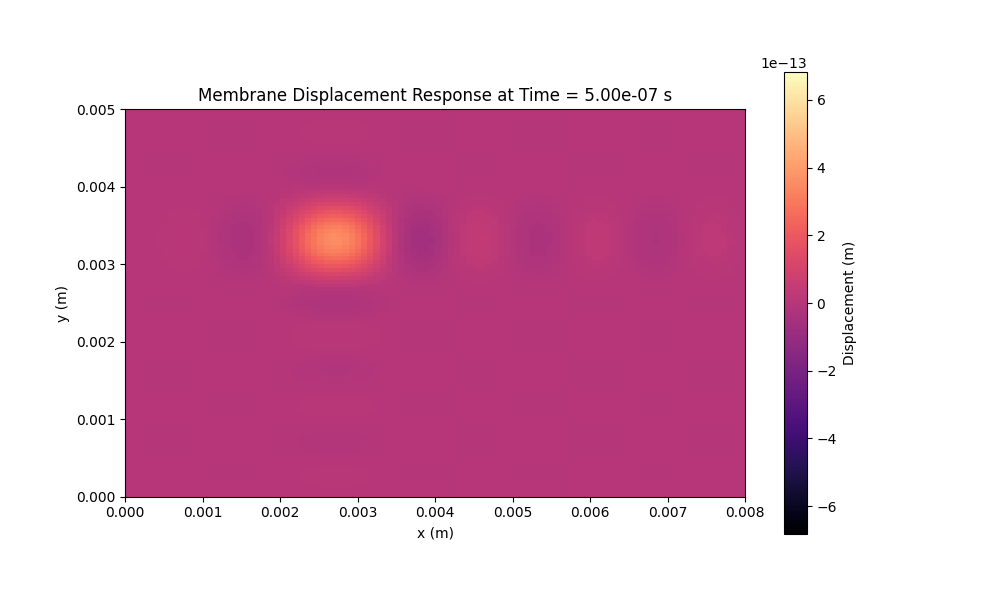 1e−13
Membrane Displacement Response at Time = 5.00e-07 s
0.005
0.004
0.003
0.002
0.001
0.000
y (m)
0.000 0.001 0.002 0.003 0.004 0.005 0.006 0.007 0.008
x (m)
6
4
2
0
−2
−4
−6
Displacement (m)